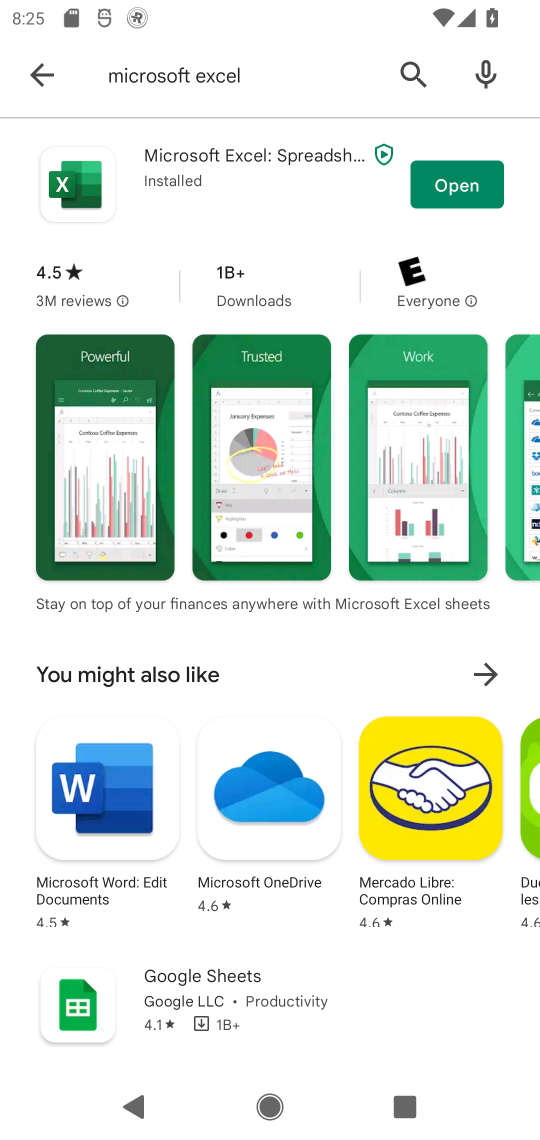 8:25
microsoft excel
Microsoft Excel: Spreadsh...
Installed
Open
4.5★
3M reviews
1B+
Downloads
E
Everyone
Powerful
Contoso Coffee Expenses
Trusted
January Expenses
Work
Contoso Coffee Expenses
Column
Stay on top of your finances anywhere with Microsoft Excel sheets
You might also like
Microsoft Word: Edit
Documents
4.5★
Microsoft OneDrive
4.6★
Mercado Libre:
Compras Online
4.6★
Du
les
4.6
Google Sheets
Google LLC • Productivity
4.1★ 1B+